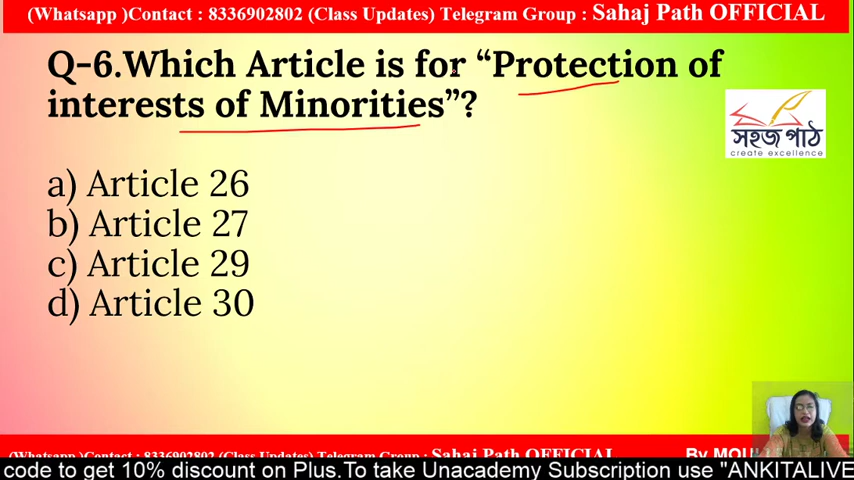 (Whatsapp )Contact : 8336902802 (Class Updates) Telegram Group : Sahaj Path OFFICIAL
Q-6.Which Article is for “Protection of
interests of Minorities”?
সহজ পাঠ
create excellence
a) Article 26
b) Article 27
c) Article 29
d) Article 30
(Whatsapp )Contact : 8336902802 (Class Updates) Telegram Group : Sahaj Path OFFICIAL By MOU
code to get 10% discount on Plus.To take Unacademy Subscription use "ANKITALIVE